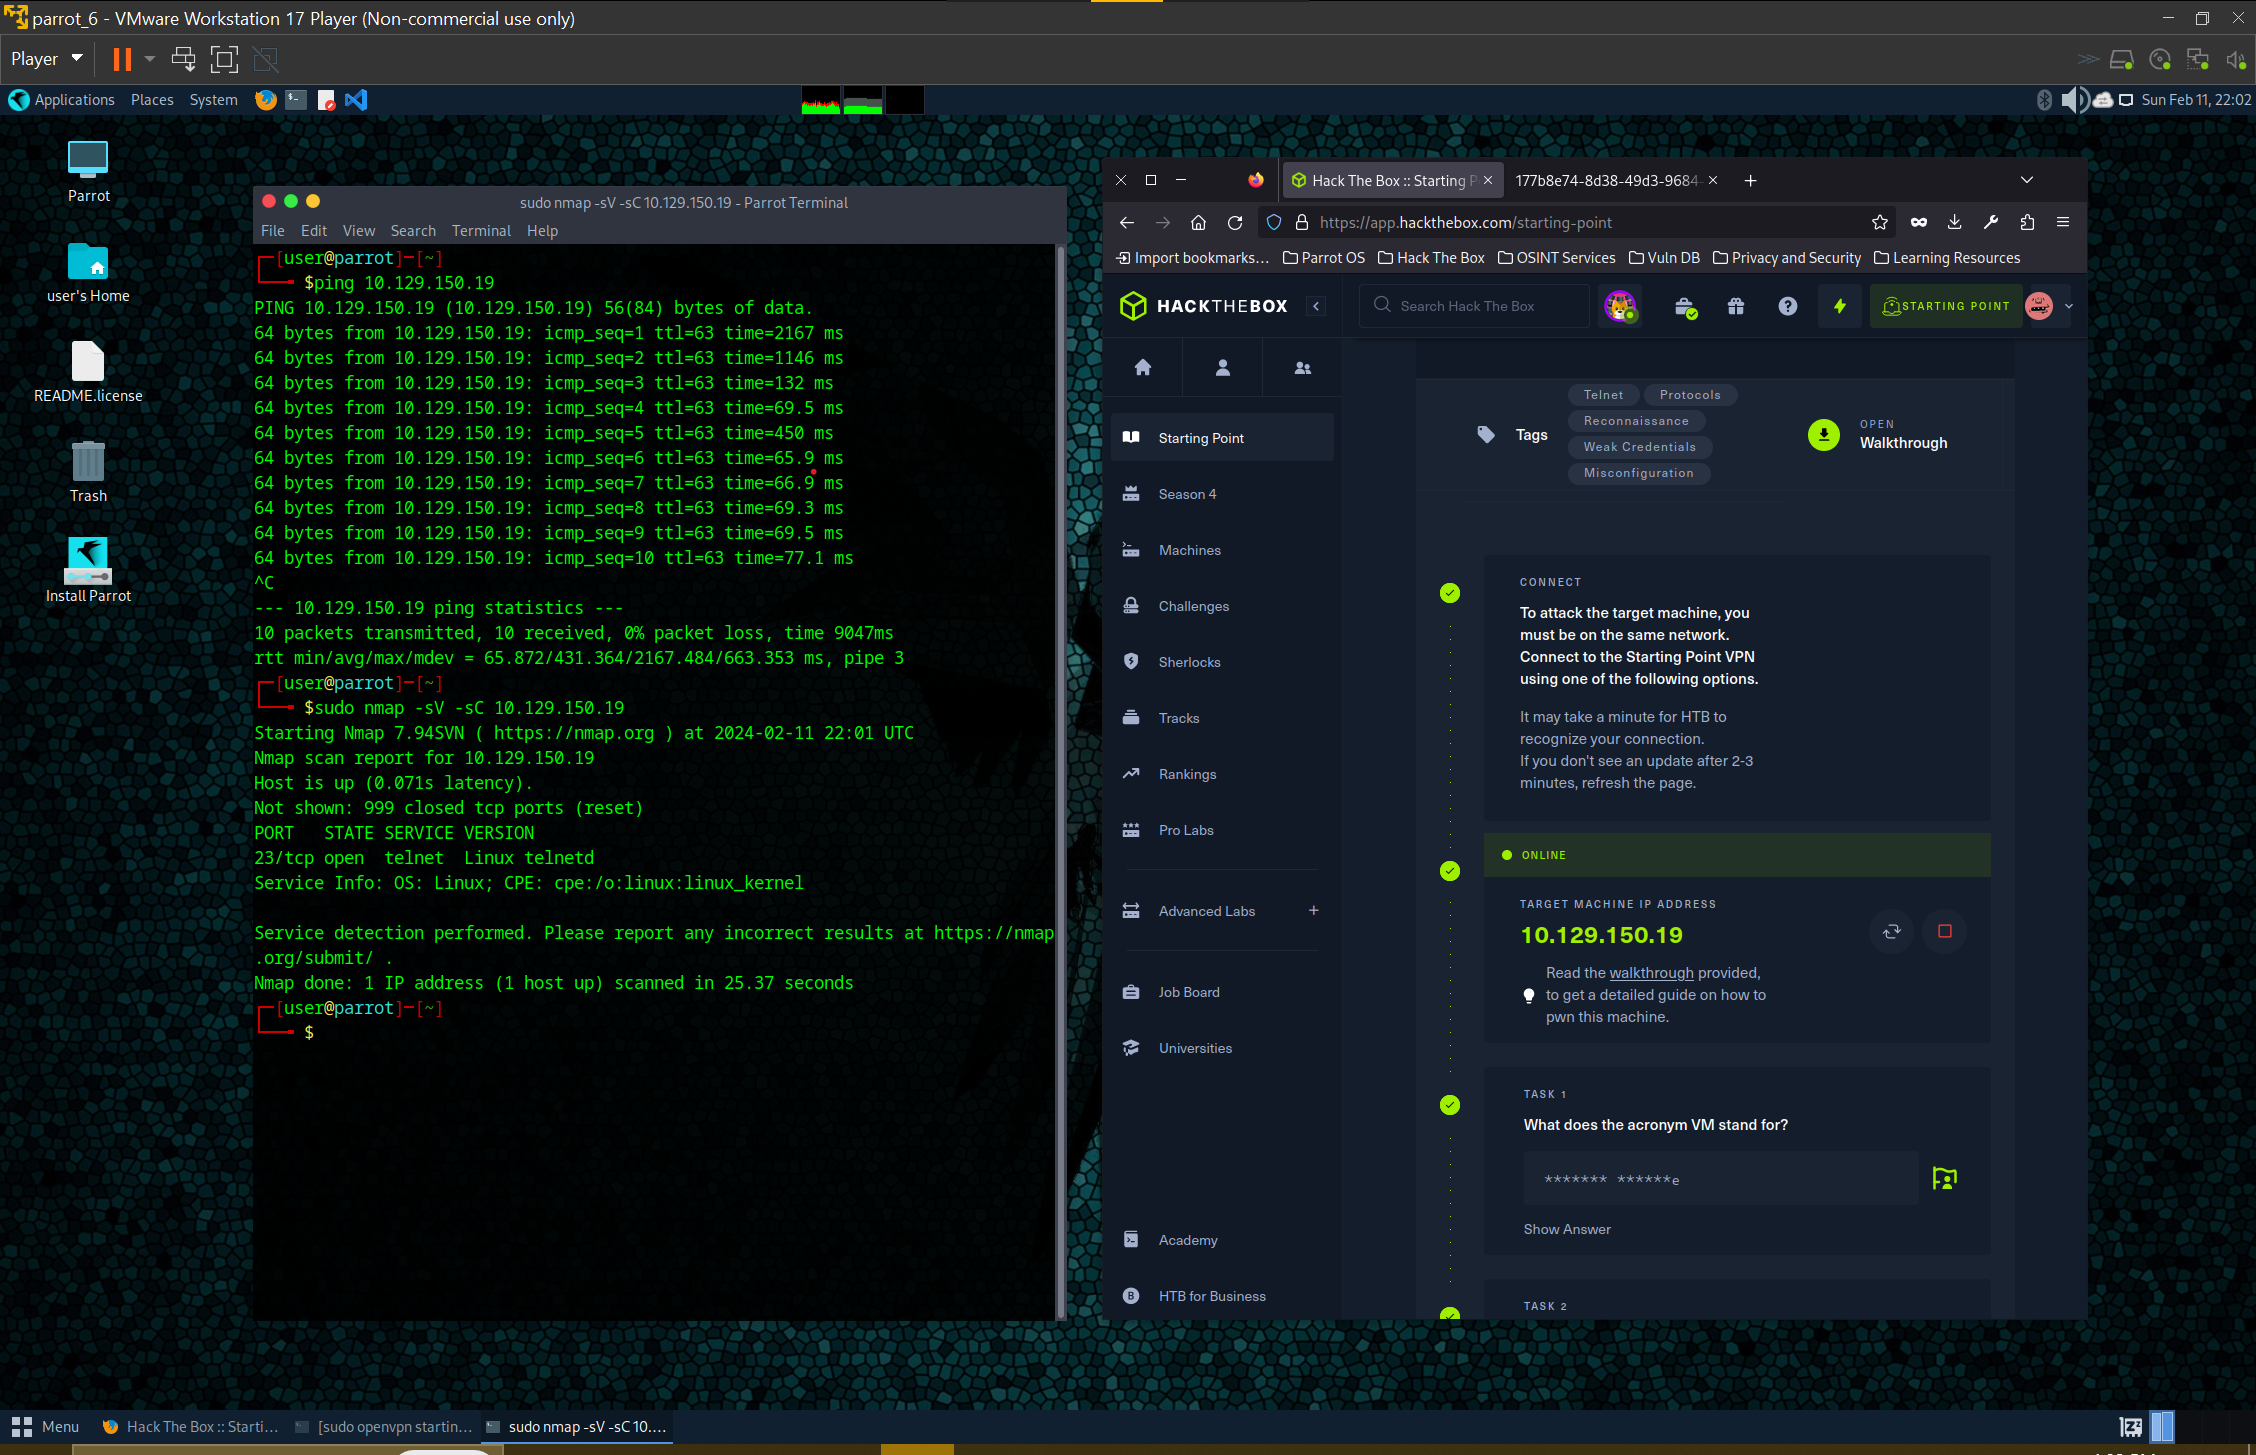 parrot_6 - VMware Workstation 17 Player (Non-commercial use only)
Player
Applications Places System
Sun Feb 11, 22:02
Parrot
user's Home
README.license
Trash
Install Parrot
sudo nmap -sV -sC 10.129.150.19 - Parrot Terminal
File Edit View Search Terminal Help
[user@parrot]-[~]
$ping 10.129.150.19
PING 10.129.150.19 (10.129.150.19) 56(84) bytes of data.
64 bytes from 10.129.150.19: icmp_seq=1 ttl=63 time=2167 ms
64 bytes from 10.129.150.19: icmp_seq=2 ttl=63 time=1146 ms
64 bytes from 10.129.150.19: icmp_seq=3 ttl=63 time=132 ms
64 bytes from 10.129.150.19: icmp_seq=4 ttl=63 time=69.5 ms
64 bytes from 10.129.150.19: icmp_seq=5 ttl=63 time=450 ms
64 bytes from 10.129.150.19: icmp_seq=6 ttl=63 time=65.9 ms
64 bytes from 10.129.150.19: icmp_seq=7 ttl=63 time=66.9 ms
64 bytes from 10.129.150.19: icmp_seq=8 ttl=63 time=69.3 ms
64 bytes from 10.129.150.19: icmp_seq=9 ttl=63 time=69.5 ms
64 bytes from 10.129.150.19: icmp_seq=10 ttl=63 time=77.1 ms
^C
--- 10.129.150.19 ping statistics ---
10 packets transmitted, 10 received, 0% packet loss, time 9047ms
rtt min/avg/max/mdev = 65.872/431.364/2167.484/663.353 ms, pipe 3
[user@parrot]-[~]
$sudo nmap -sV -sC 10.129.150.19
Starting Nmap 7.94SVN ( https://nmap.org ) at 2024-02-11 22:01 UTC
Nmap scan report for 10.129.150.19
Host is up (0.071s latency).
Not shown: 999 closed tcp ports (reset)
PORT   STATE SERVICE VERSION
23/tcp open  telnet  Linux telnetd
Service Info: OS: Linux; CPE: cpe:/o:linux:linux_kernel
Service detection performed. Please report any incorrect results at https://nmap
.org/submit/ .
Nmap done: 1 IP address (1 host up) scanned in 25.37 seconds
[user@parrot]-[~]
$
Hack The Box :: Starting P
177b8e74-8d38-49d3-9684-
https://app.hackthebox.com/starting-point
Import bookmarks… Parrot OS Hack The Box OSINT Services Vuln DB Privacy and Security Learning Resources
HACKTHEBOX
Search Hack The Box
STARTING POINT
Starting Point
Season 4
Machines
Challenges
Sherlocks
Tracks
Rankings
Pro Labs
Advanced Labs +
Job Board
Universities
Academy
HTB for Business
Tags
Telnet Protocols
Reconnaissance
Weak Credentials
Misconfiguration
OPEN
Walkthrough
CONNECT
To attack the target machine, you
must be on the same network.
Connect to the Starting Point VPN
using one of the following options.
It may take a minute for HTB to
recognize your connection.
If you don't see an update after 2-3
minutes, refresh the page.
ONLINE
TARGET MACHINE IP ADDRESS
10.129.150.19
Read the walkthrough provided,
to get a detailed guide on how to
pwn this machine.
TASK 1
What does the acronym VM stand for?
******* ******e
Show Answer
TASK 2
Menu
Hack The Box :: Starti...
[sudo openvpn startin...
sudo nmap -sV -sC 10....